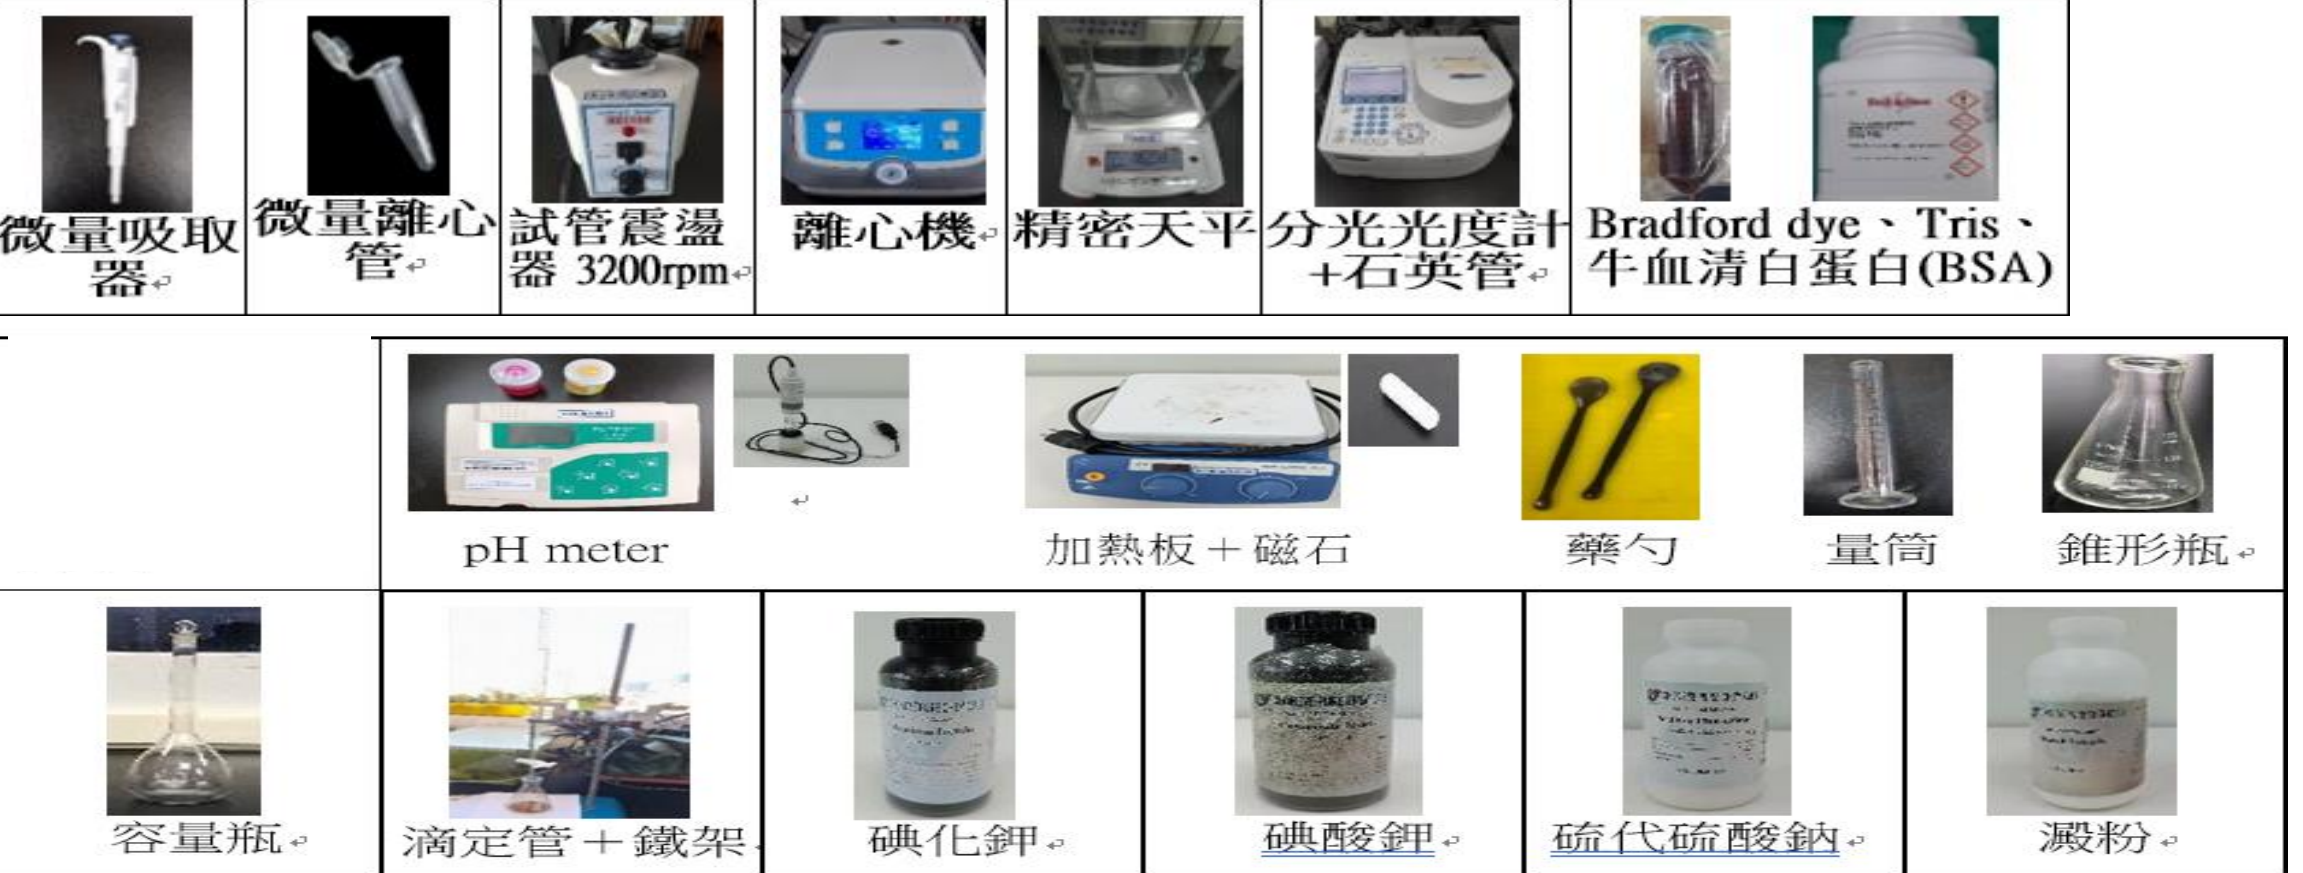 微量吸取
器
微量離心
管
試管震盪
器 3200rpm
離心機
精密天平
分光光度計
+石英管
Bradford dye、Tris、
牛血清白蛋白(BSA)
pH meter
加熱板＋磁石
藥勺
量筒
錐形瓶
容量瓶
滴定管＋鐵架
碘化鉀
碘酸鉀
硫代硫酸鈉
澱粉